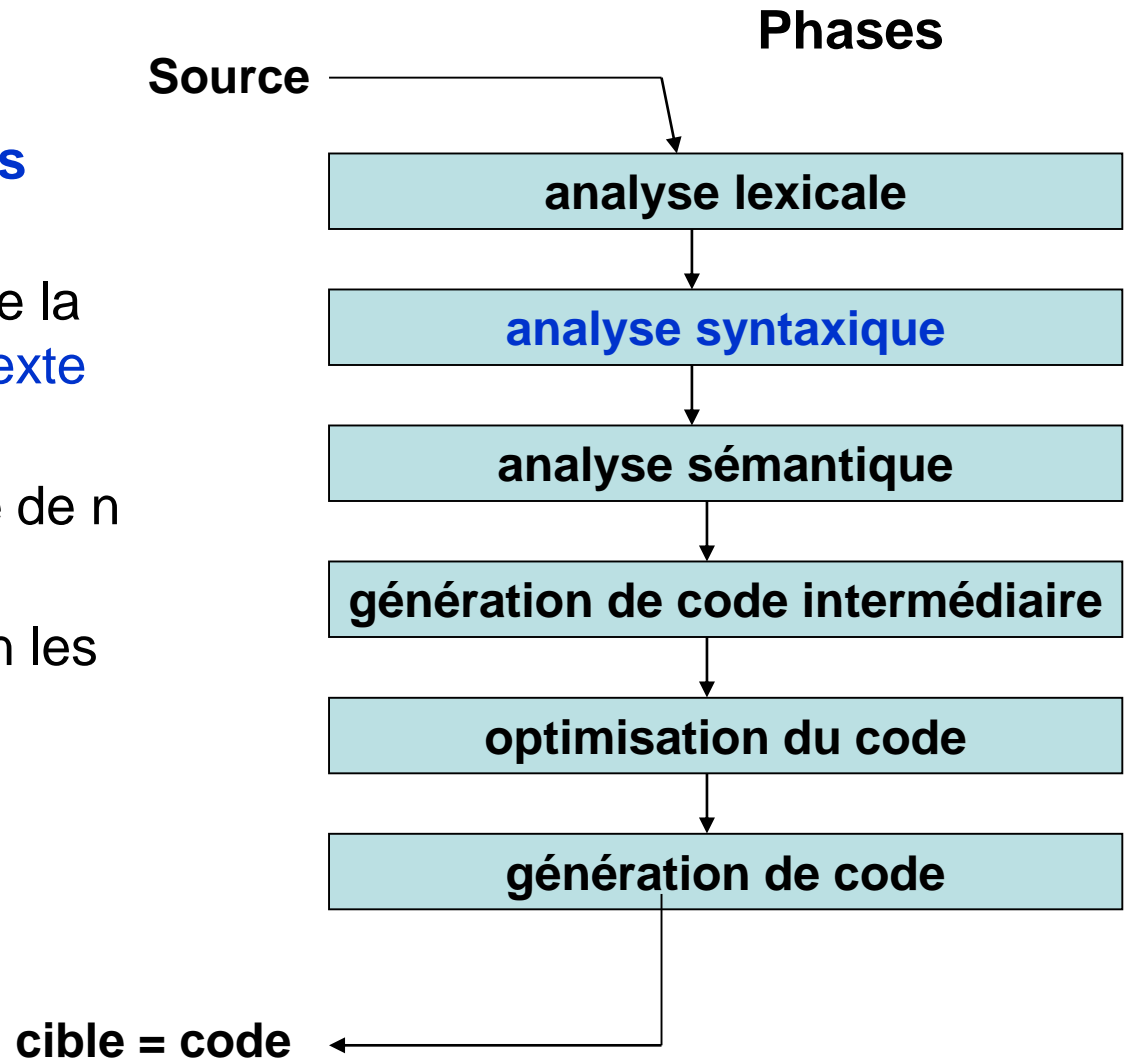 Phases
Source
s
e la
exte
e de n
n les
analyse lexicale
analyse syntaxique
analyse sémantique
génération de code intermédiaire
optimisation du code
génération de code
cible = code